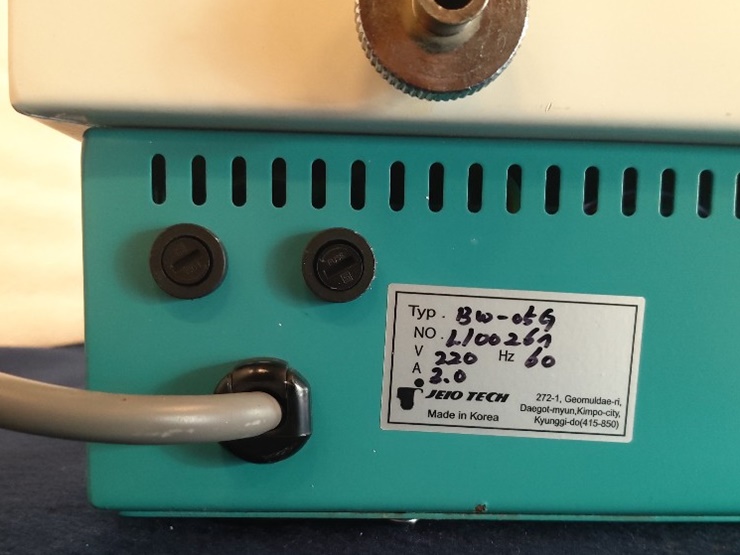 Typ. BW-05G
NO. L100261
V 220 Hz 60
A 2.0
JEIO TECH
Made in Korea
272-1, Geomuldae-ri,
Daegot-myun,Kimpo-city,
Kyunggi-do(415-850)